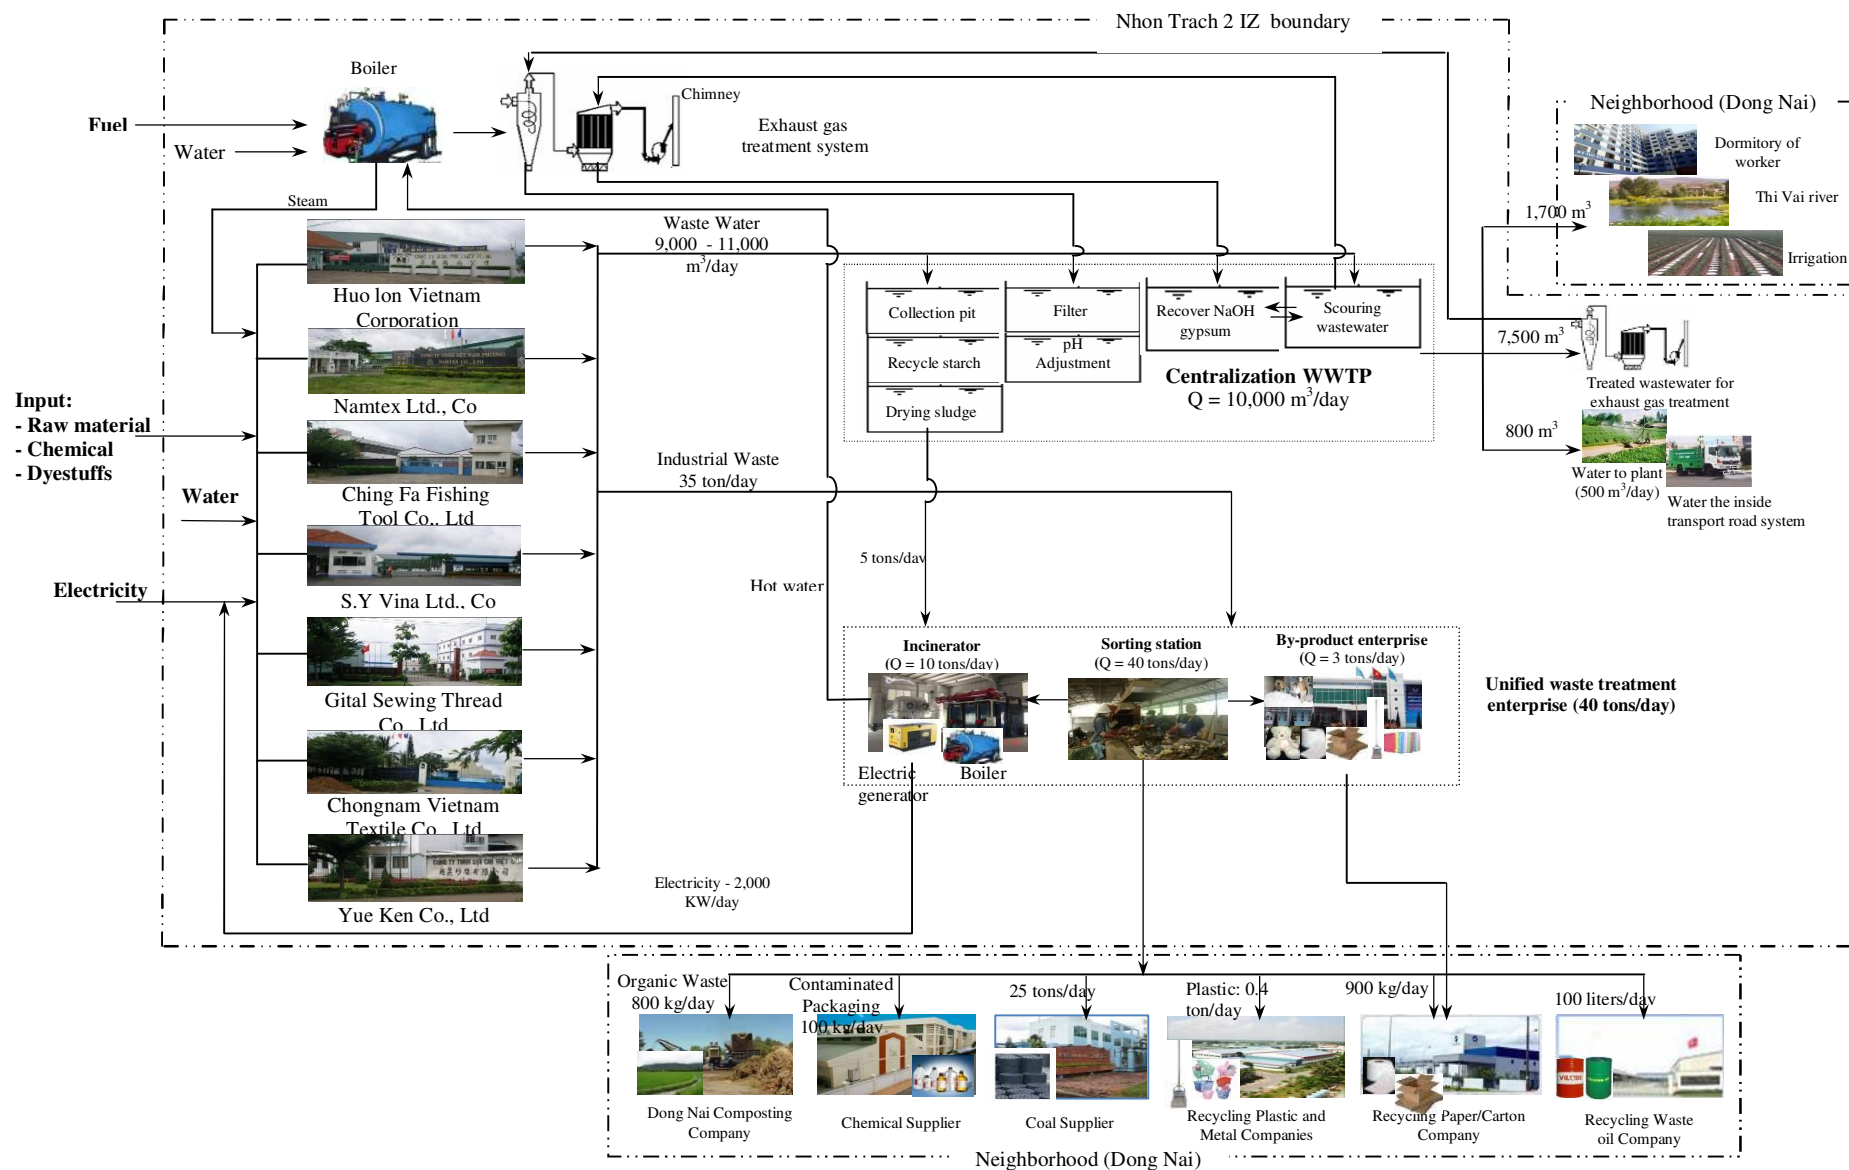 Nhon Trach 2 IZ boundary
Boiler
Chimney
Fuel
Water
Exhaust gas
treatment system
Neighborhood (Dong Nai)
Dormitory of
worker
Thi Vai river
Irrigation
Steam
Waste Water
9,000 - 11,000
m³/day
1,700 m³
Huo lon Vietnam
Corporation
Collection pit
Filter
Recover NaOH
gypsum
Scouring
wastewater
Recycle starch
pH
Adjustment
Drying sludge
Centralization WWTP
Q = 10,000 m³/day
7,500 m³
Treated wastewater for
exhaust gas treatment
800 m³
Water to plant
(500 m³/day)
Water the inside
transport road system
Namtex Ltd., Co
Input:
- Raw material
- Chemical
- Dyestuffs
Water
Electricity
Ching Fa Fishing
Tool Co., Ltd
Industrial Waste
35 ton/day
5 tons/day
Hot water
S.Y Vina Ltd., Co
Gital Sewing Thread
Co., Ltd
Incinerator
(Q = 10 tons/day)
Sorting station
(Q = 40 tons/day)
By-product enterprise
(Q = 3 tons/day)
Unified waste treatment
enterprise (40 tons/day)
Electric
generator
Boiler
Chongnam Vietnam
Textile Co., Ltd
Electricity - 2,000
KW/day
Yue Ken Co., Ltd
Organic Waste
800 kg/day
Contaminated
Packaging
100 kg/day
25 tons/day
Plastic: 0.4
ton/day
900 kg/day
100 liters/day
Dong Nai Composting
Company
Chemical Supplier
Coal Supplier
Recycling Plastic and
Metal Companies
Recycling Paper/Carton
Company
Recycling Waste
oil Company
Neighborhood (Dong Nai)